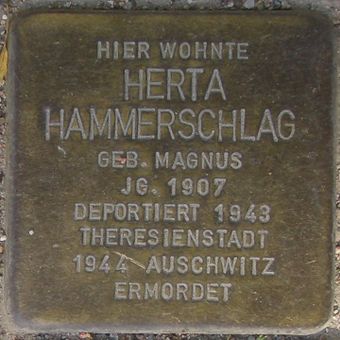 HIER WOHNTE
HERTA
HAMMERSCHLAG
GEB. MAGNUS
JG. 1907
DEPORTIERT 1943
THERESIENSTADT
1944 AUSCHWITZ
ERMORDET